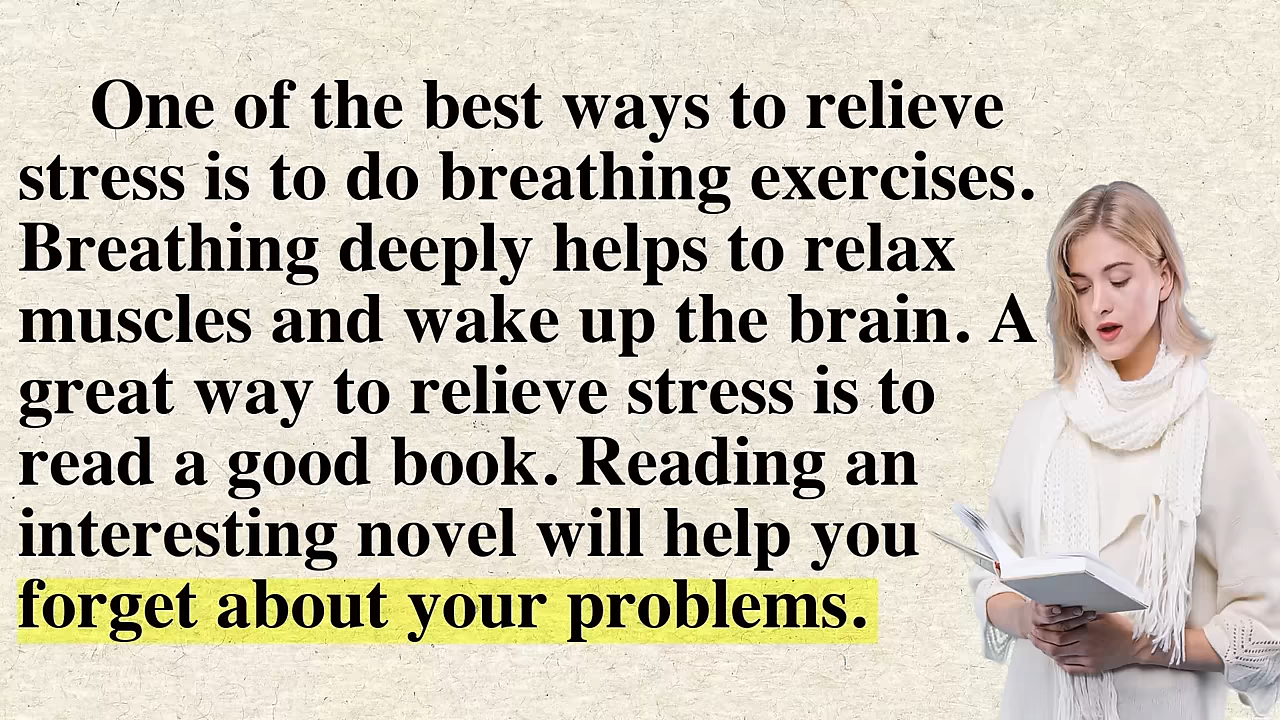 One of the best ways to relieve
stress is to do breathing exercises.
Breathing deeply helps to relax
muscles and wake up the brain. A
great way to relieve stress is to
read a good book. Reading an
interesting novel will help you
forget about your problems.